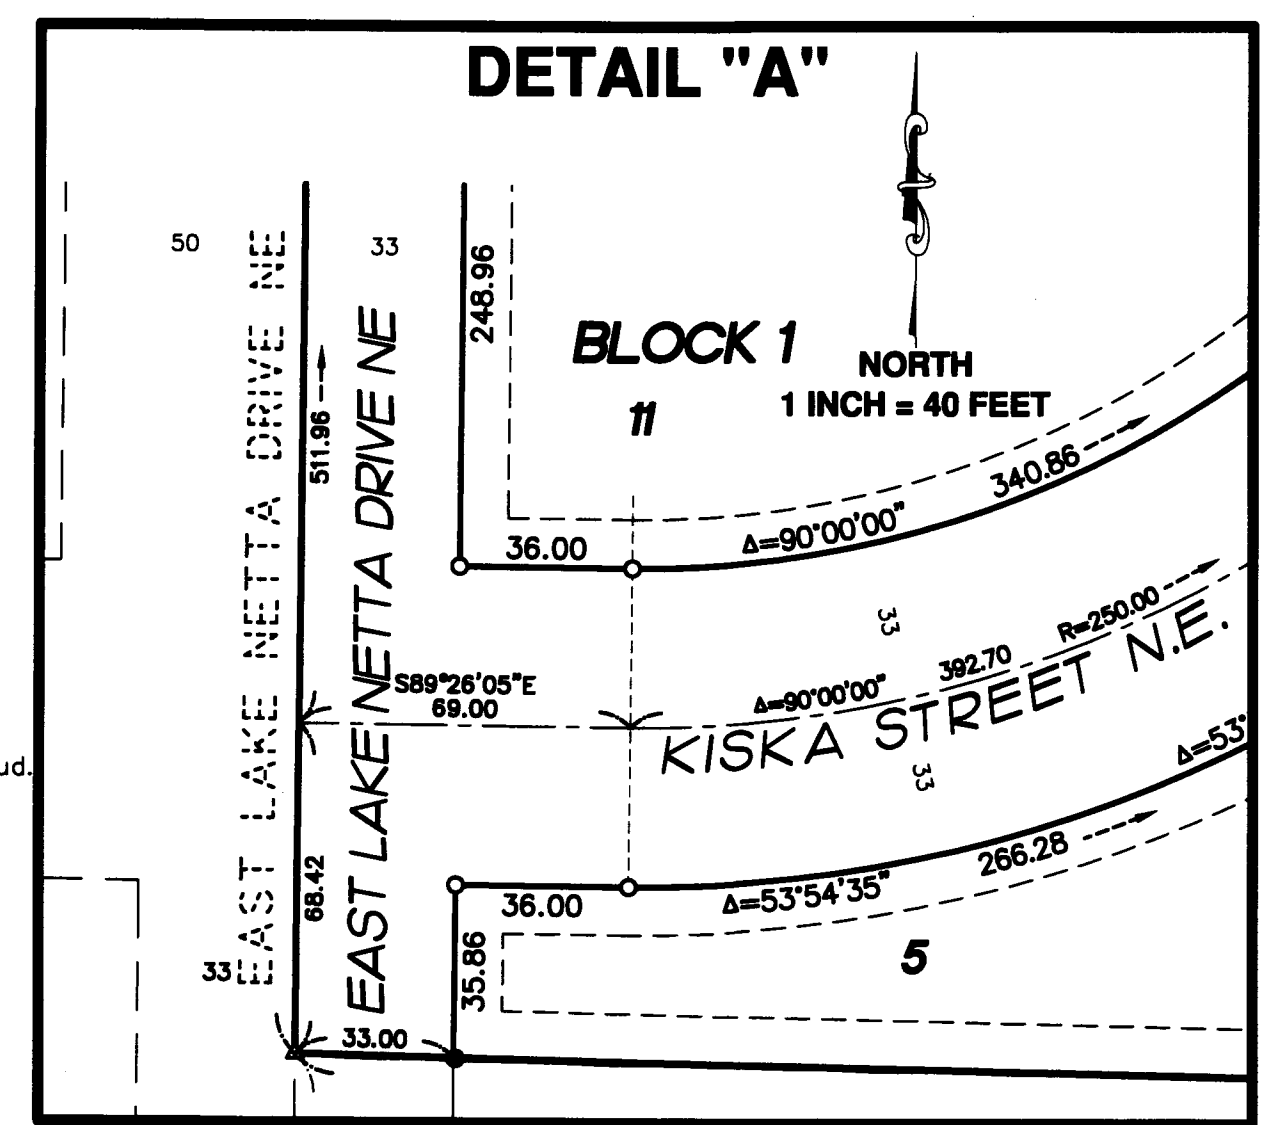 DETAIL "A"
50
33
EAST LAKE NETTA DRIVE NE
511.96
EAST LAKE NETTA DRIVE NE
248.96
BLOCK 1
11
NORTH
1 INCH = 40 FEET
340.86
Δ=90°00'00"
36.00
33
R=250.00
392.70
Δ=90°00'00"
S89°26'05"E
69.00
KISKA STREET N.E.
33
Δ=53°
ud.
68.42
266.28
Δ=53°54'35"
36.00
5
35.86
33
33.00